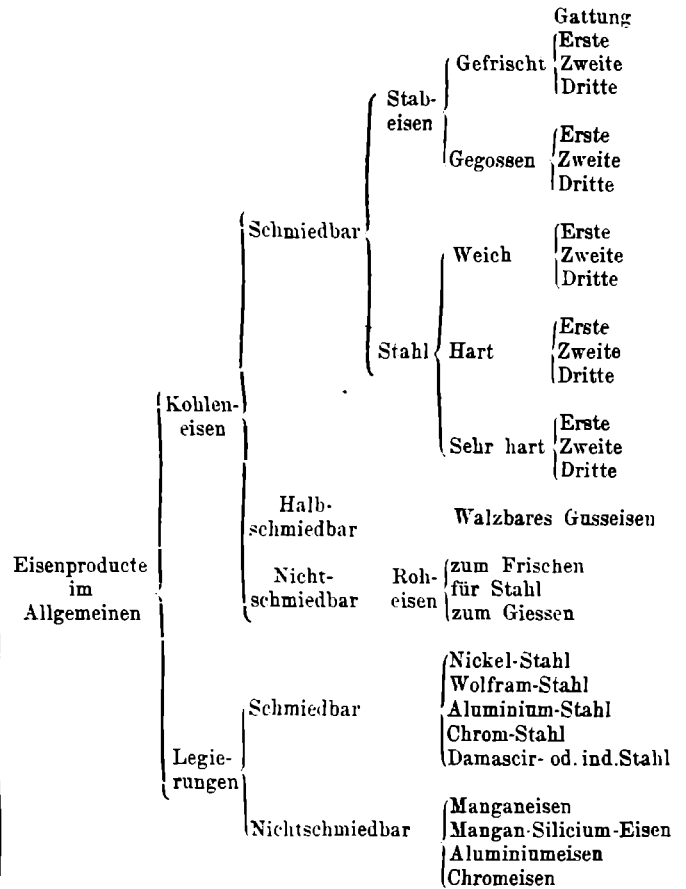 Gattung
Erste
Gefrischt Zweite
Dritte
Stab-
eisen
Erste
Gegossen Zweite
Dritte
Schmiedbar
Erste
Weich Zweite
Dritte
Erste
Stahl Hart Zweite
Dritte
Kohlen-
eisen
Erste
Sehr hart Zweite
Dritte
Halb-
schmiedbar Walzbares Gusseisen
Eisenproducte
im
Allgemeinen
Nicht-
schmiedbar
Roh-
eisen
zum Frischen
für Stahl
zum Giessen
Nickel-Stahl
Wolfram-Stahl
Schmiedbar Aluminium-Stahl
Chrom-Stahl
Damascir- od. ind. Stahl
Legie-
rungen
Manganeisen
Nichtschmiedbar Mangan-Silicium-Eisen
Aluminiumeisen
Chromeisen